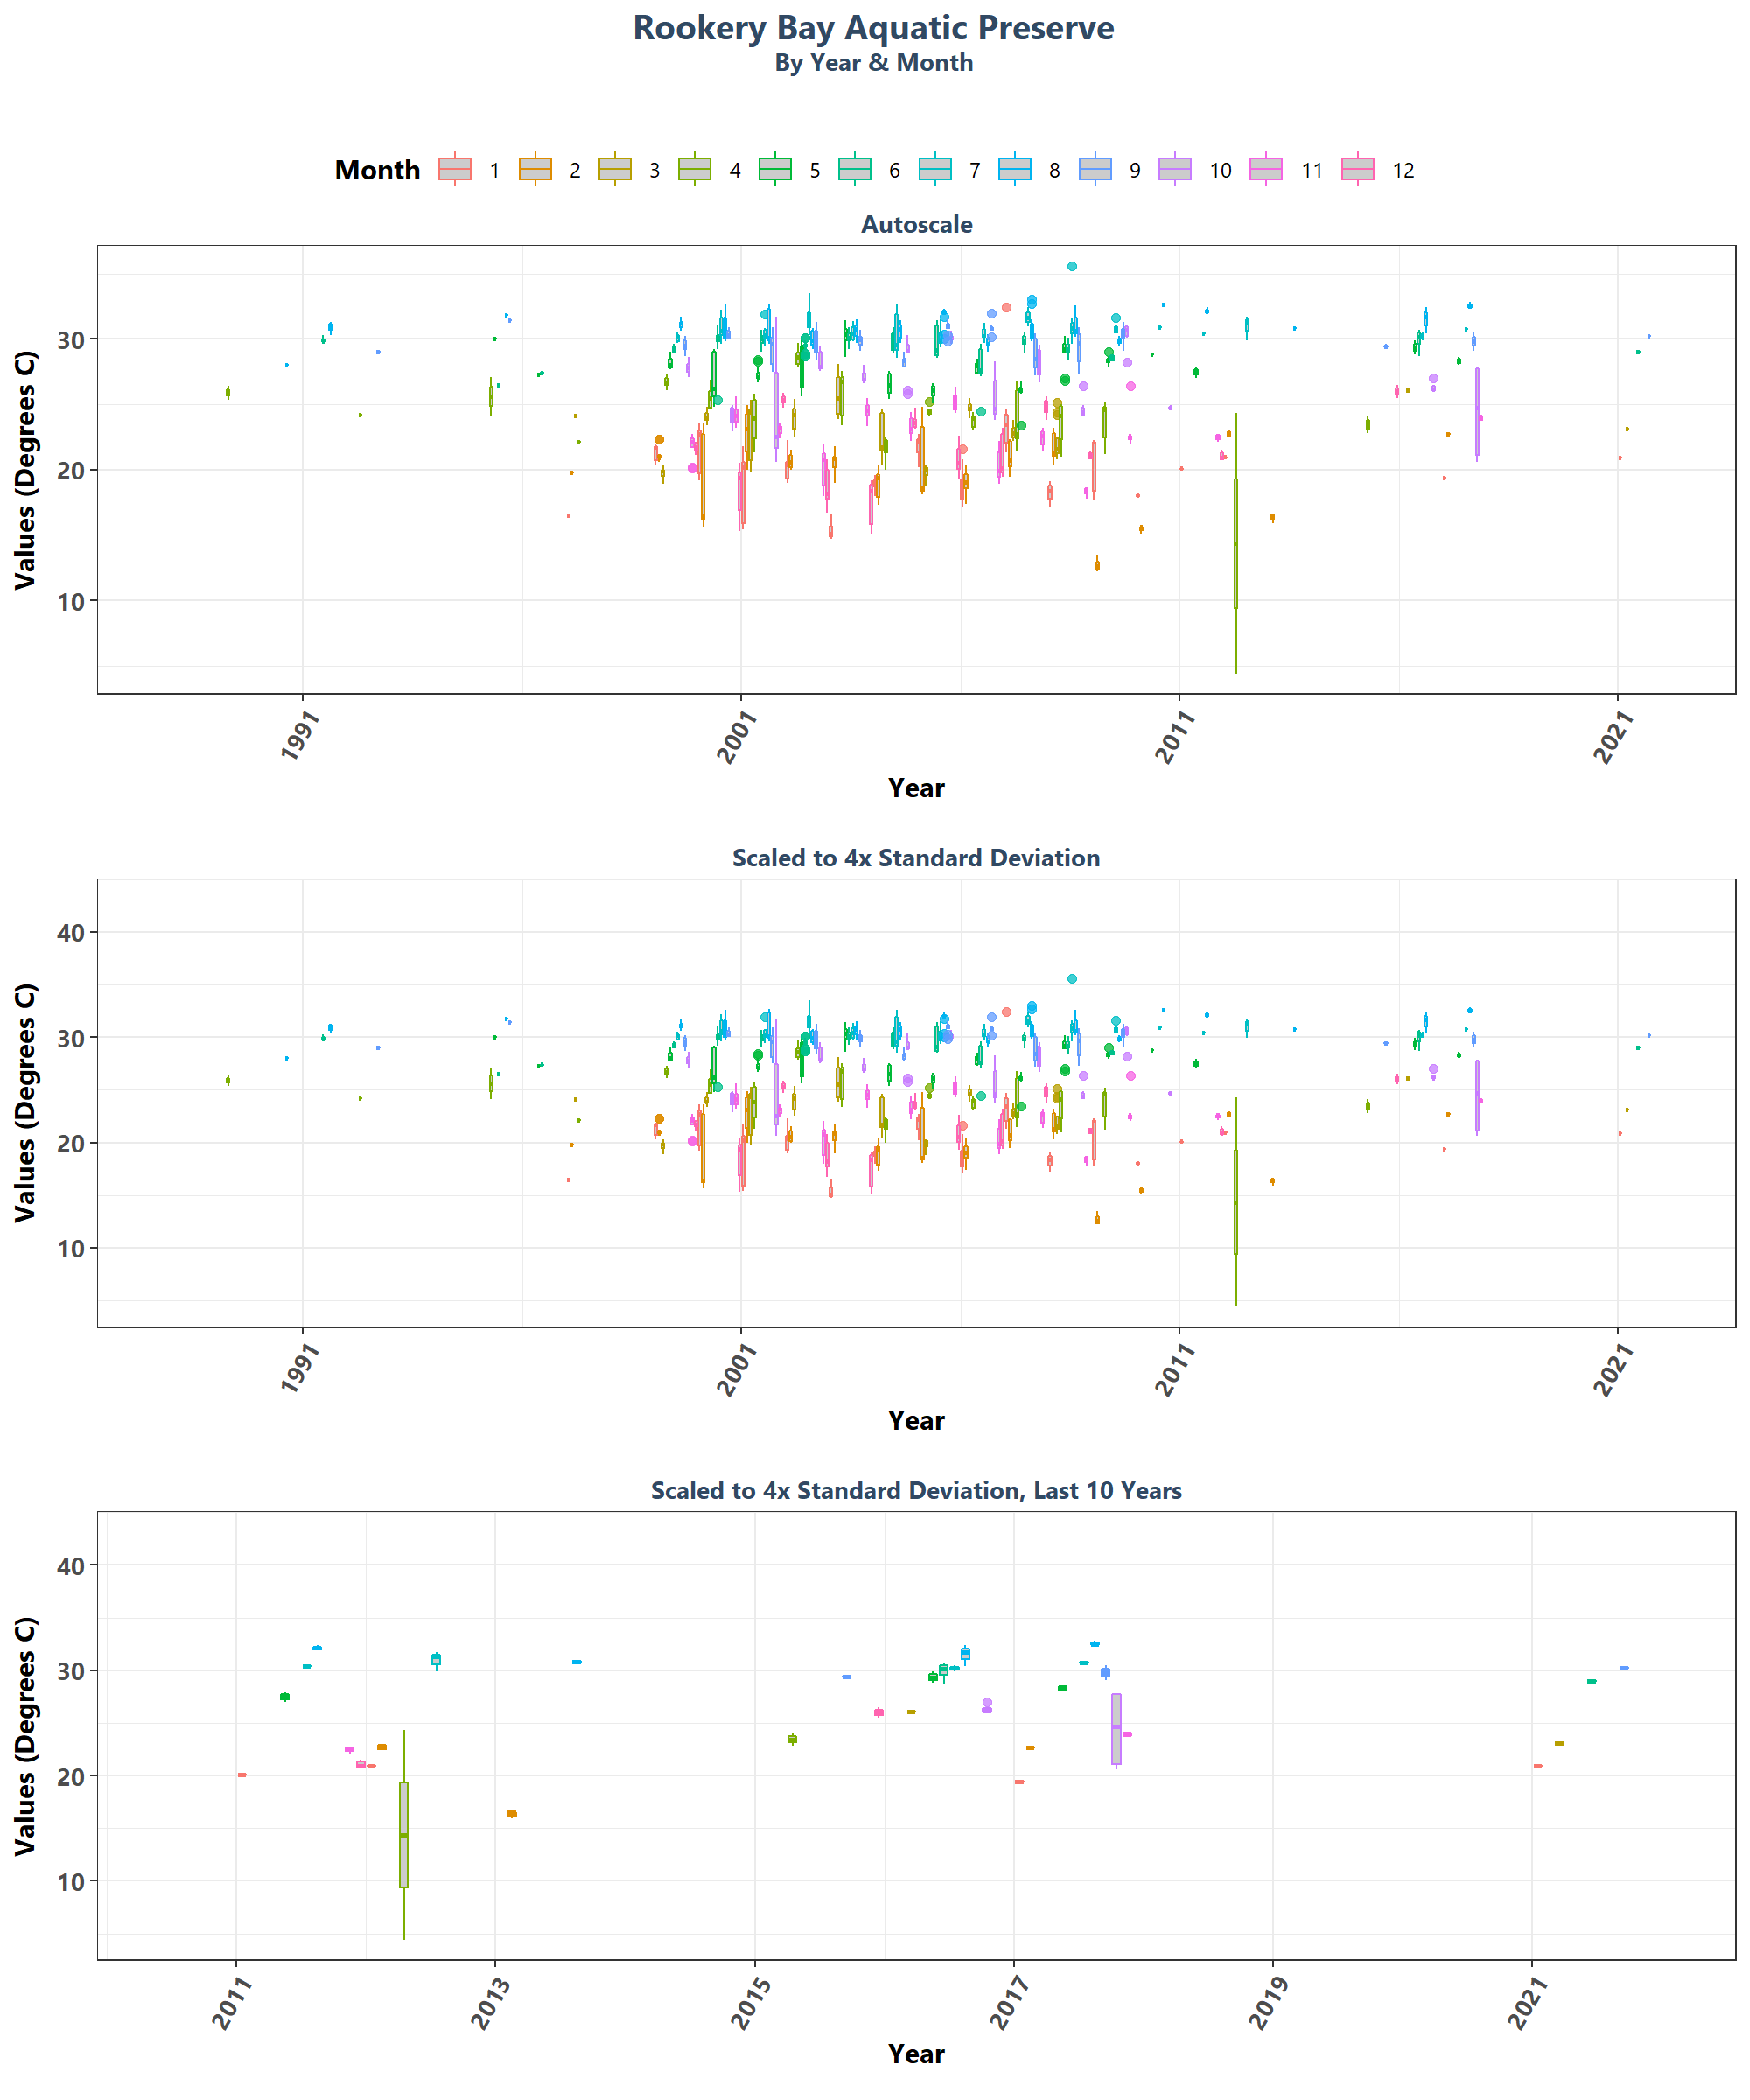 Rookery Bay Aquatic Preserve
By Year & Month
Month 1 2 3 4 5 6 7 8 9 10 11 12
Autoscale
Values (Degrees C)
30
20
10
1991 2001 2011 2021
Year
Scaled to 4x Standard Deviation
Values (Degrees C)
40
30
20
10
1991 2001 2011 2021
Year
Scaled to 4x Standard Deviation, Last 10 Years
Values (Degrees C)
40
30
20
10
2011 2013 2015 2017 2019 2021
Year